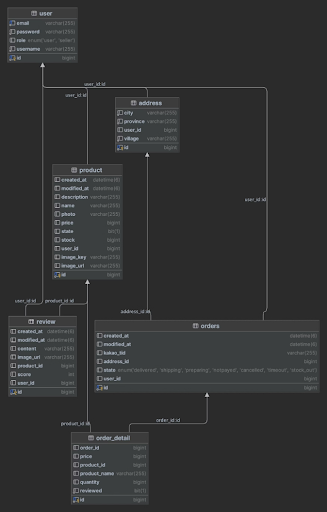 user
email varchar(255)
password varchar(255)
role enum('user', 'seller')
username varchar(255)
id bigint
user_id:id
user_id:id
address
city varchar(255)
province varchar(255)
user_id bigint
village varchar(255)
id bigint
product
created_at datetime(6)
modified_at datetime(6)
description varchar(255)
name varchar(255)
photo varchar(255)
price bigint
state bit(1)
stock bigint
user_id bigint
image_key varchar(255)
image_url varchar(255)
id bigint
user_id:id
user_id:id
product_id:id
address_id:id
review
created_at datetime(6)
modified_at datetime(6)
content varchar(255)
image_url varchar(255)
product_id bigint
score int
user_id bigint
id bigint
orders
created_at datetime(6)
modified_at datetime(6)
kakao_tid varchar(255)
address_id bigint
state enum('delivered', 'shipping', 'preparing', 'notpayed', 'cancelled', 'timeout', 'stock_out')
user_id bigint
id bigint
product_id:id
order_id:id
order_detail
order_id bigint
price bigint
product_id bigint
product_name varchar(255)
quantity bigint
reviewed bit(1)
id bigint